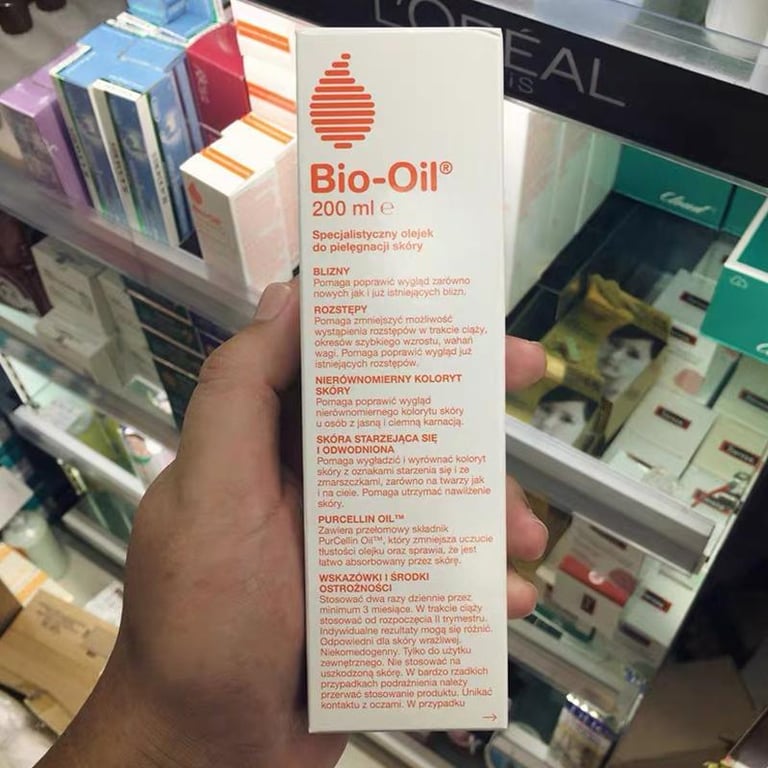 L'ORÉAL
Bio-Oil®
200 ml ℮
Specjalistyczny olejek
do pielęgnacji skóry
BLIZNY
Pomaga poprawić wygląd zarówno
nowych jak i już istniejących blizn.
ROZSTĘPY
Pomaga zmniejszyć możliwość
wystąpienia rozstępów w trakcie ciąży,
okresów szybkiego wzrostu, wahań
wagi. Pomaga poprawić wygląd już
istniejących rozstępów.
NIERÓWNOMIERNY KOLORYT
SKÓRY
Pomaga poprawić wygląd
nierównomiernego kolorytu skóry
u osób z jasną i ciemną karnacją.
SKÓRA STARZEJĄCA SIĘ
I ODWODNIONA
Pomaga wygładzić i wyrównać koloryt
skóry z oznakami starzenia się i ze
zmarszczkami, zarówno na twarzy jak
i na ciele. Pomaga utrzymać nawilżenie
skóry.
PURCELLIN OIL™
Zawiera przełomowy składnik
PurCellin Oil™, który zmniejsza uczucie
tłustości olejku oraz sprawia, że jest
łatwo absorbowany przez skórę.
WSKAZÓWKI I ŚRODKI
OSTROŻNOŚCI
Stosować dwa razy dziennie przez
minimum 3 miesiące. W trakcie ciąży
stosować od rozpoczęcia II trymestru.
Indywidualne rezultaty mogą się różnić.
Odpowiedni dla skóry wrażliwej.
Niekomedogenny. Tylko do użytku
zewnętrznego. Nie stosować na
uszkodzoną skórę. W bardzo rzadkich
przypadkach podrażnienia należy
przerwać stosowanie produktu. Unikać
kontaktu z oczami. W przypadku